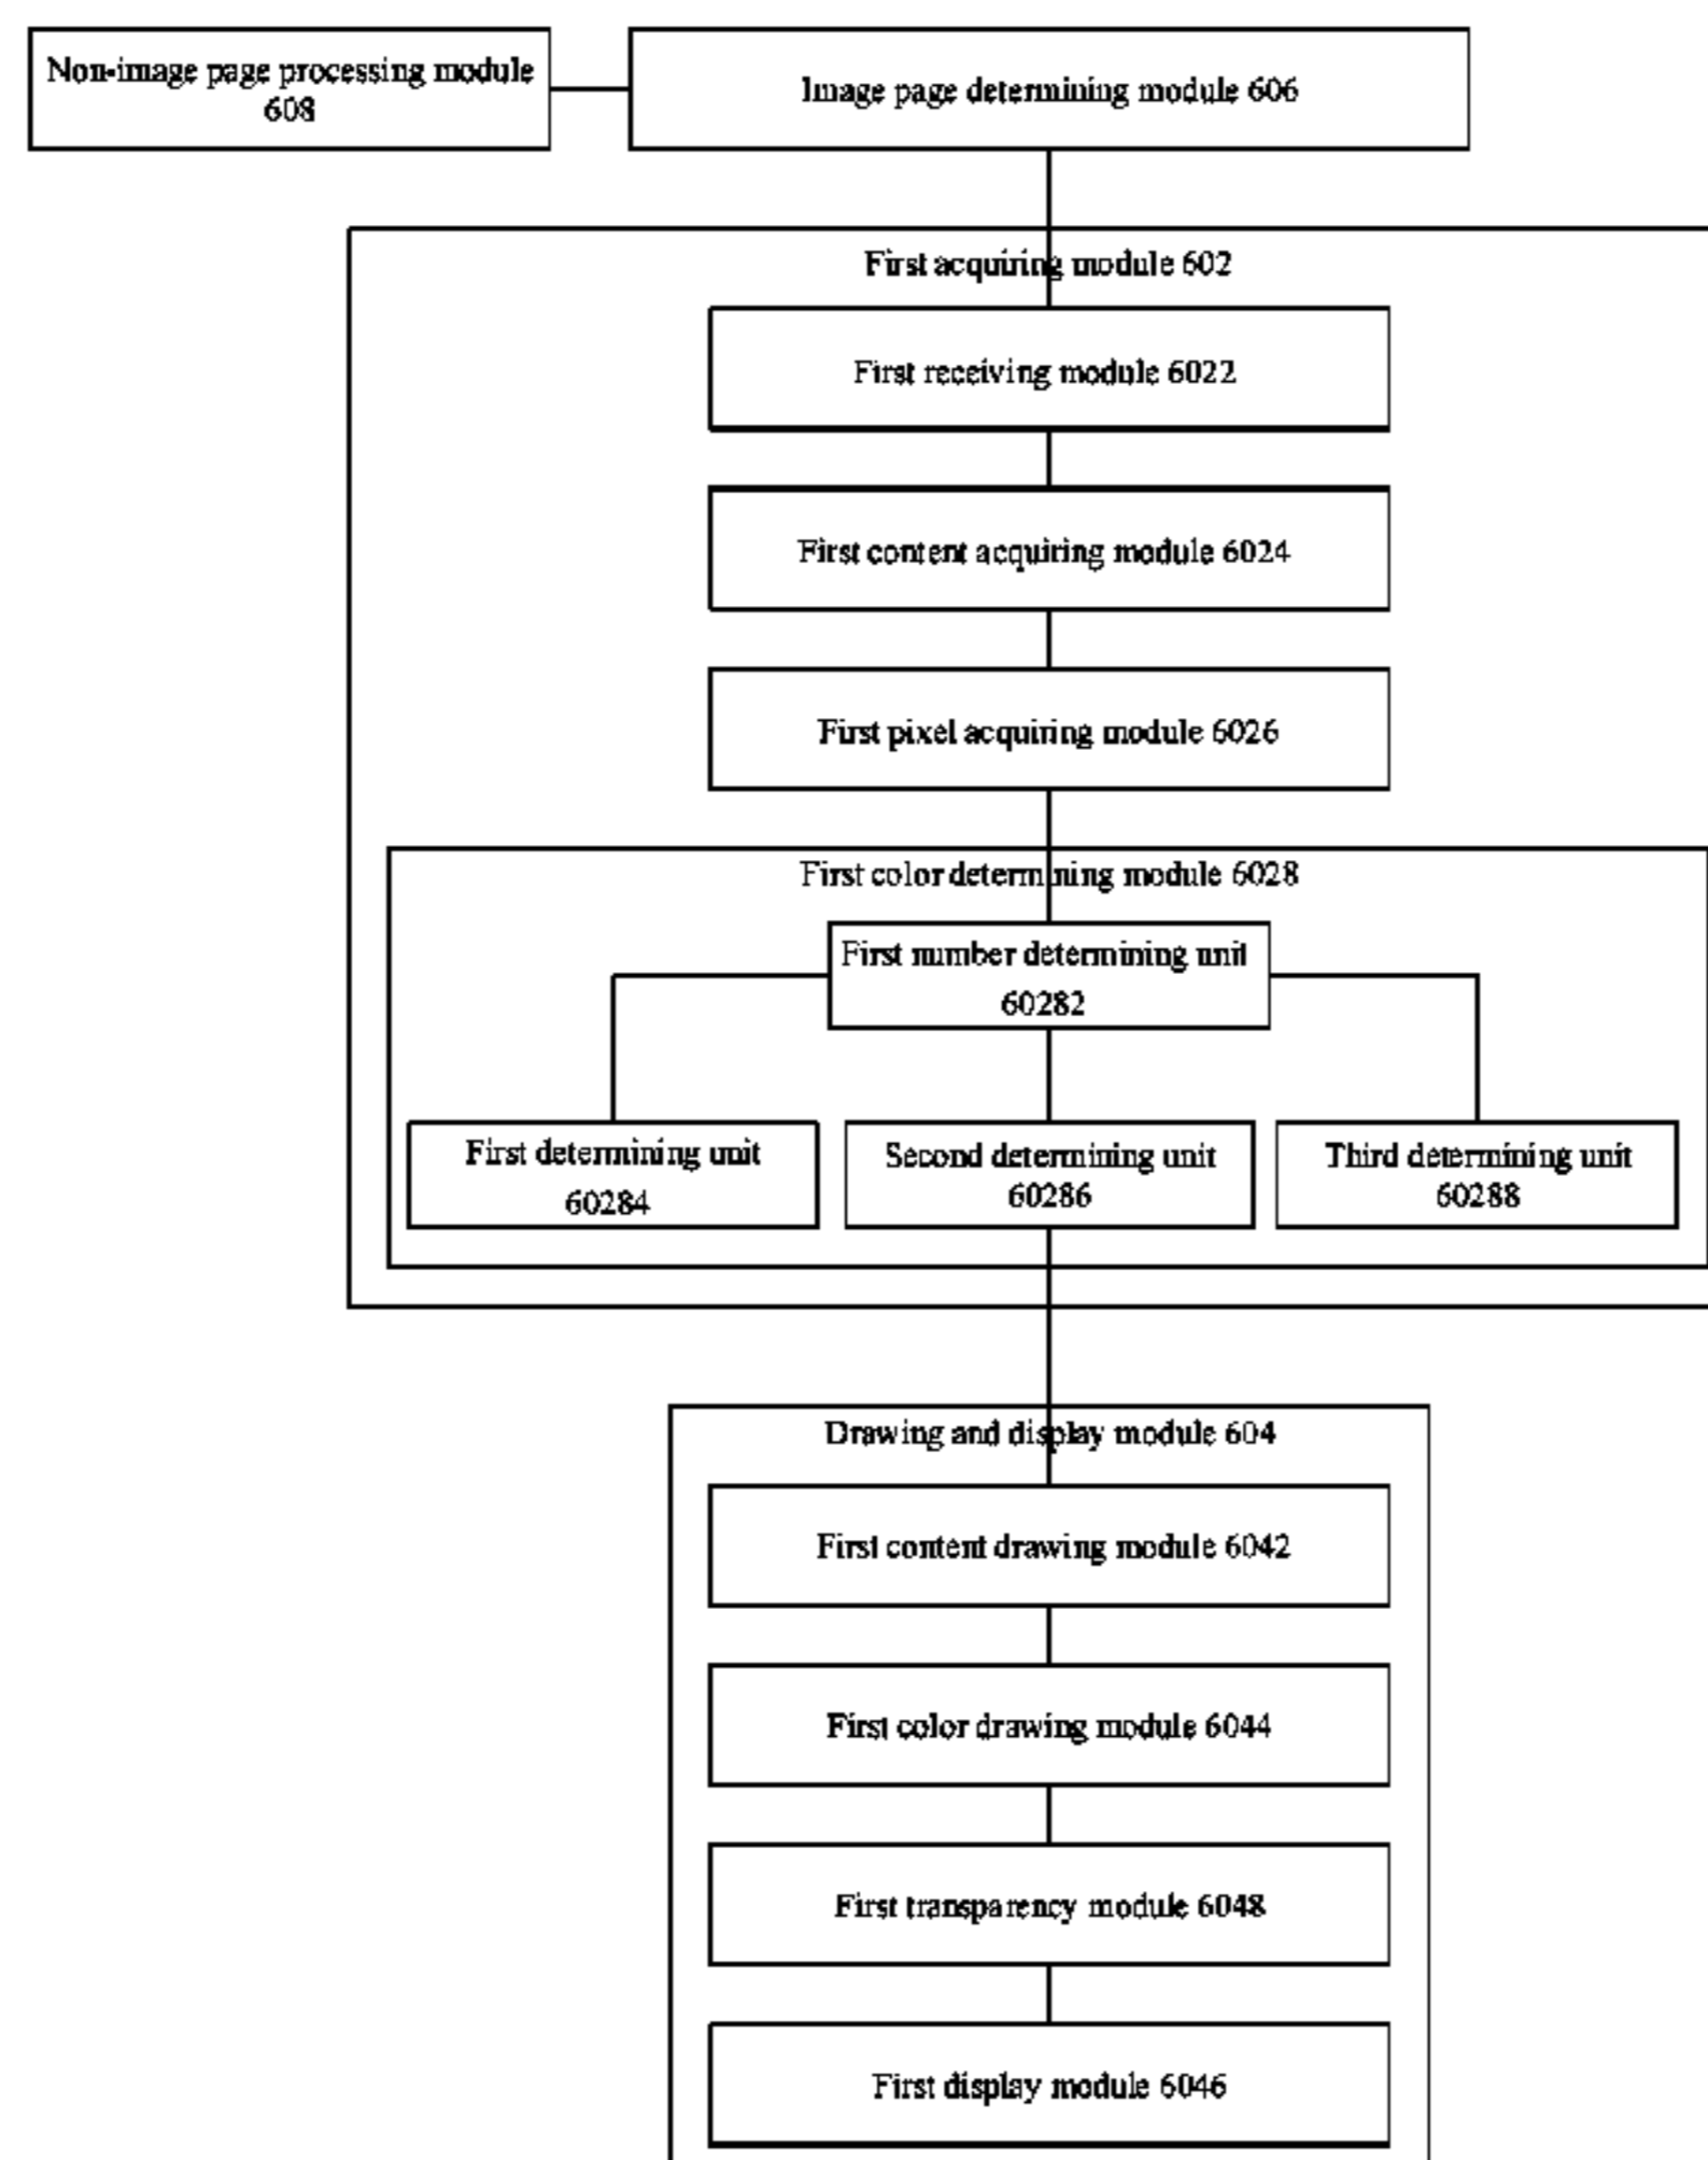 Non-image page processing module
608
Image page determining module 606
First acquiring module 602
First receiving module 6022
First content acquiring module 6024
First pixel acquiring module 6026
First color determining module 6028
First number determining unit
60282
First determining unit
60284
Second determining unit
60286
Third determining unit
60288
Drawing and display module 604
First content drawing module 6042
First color drawing module 6044
First transparency module 6048
First display module 6046